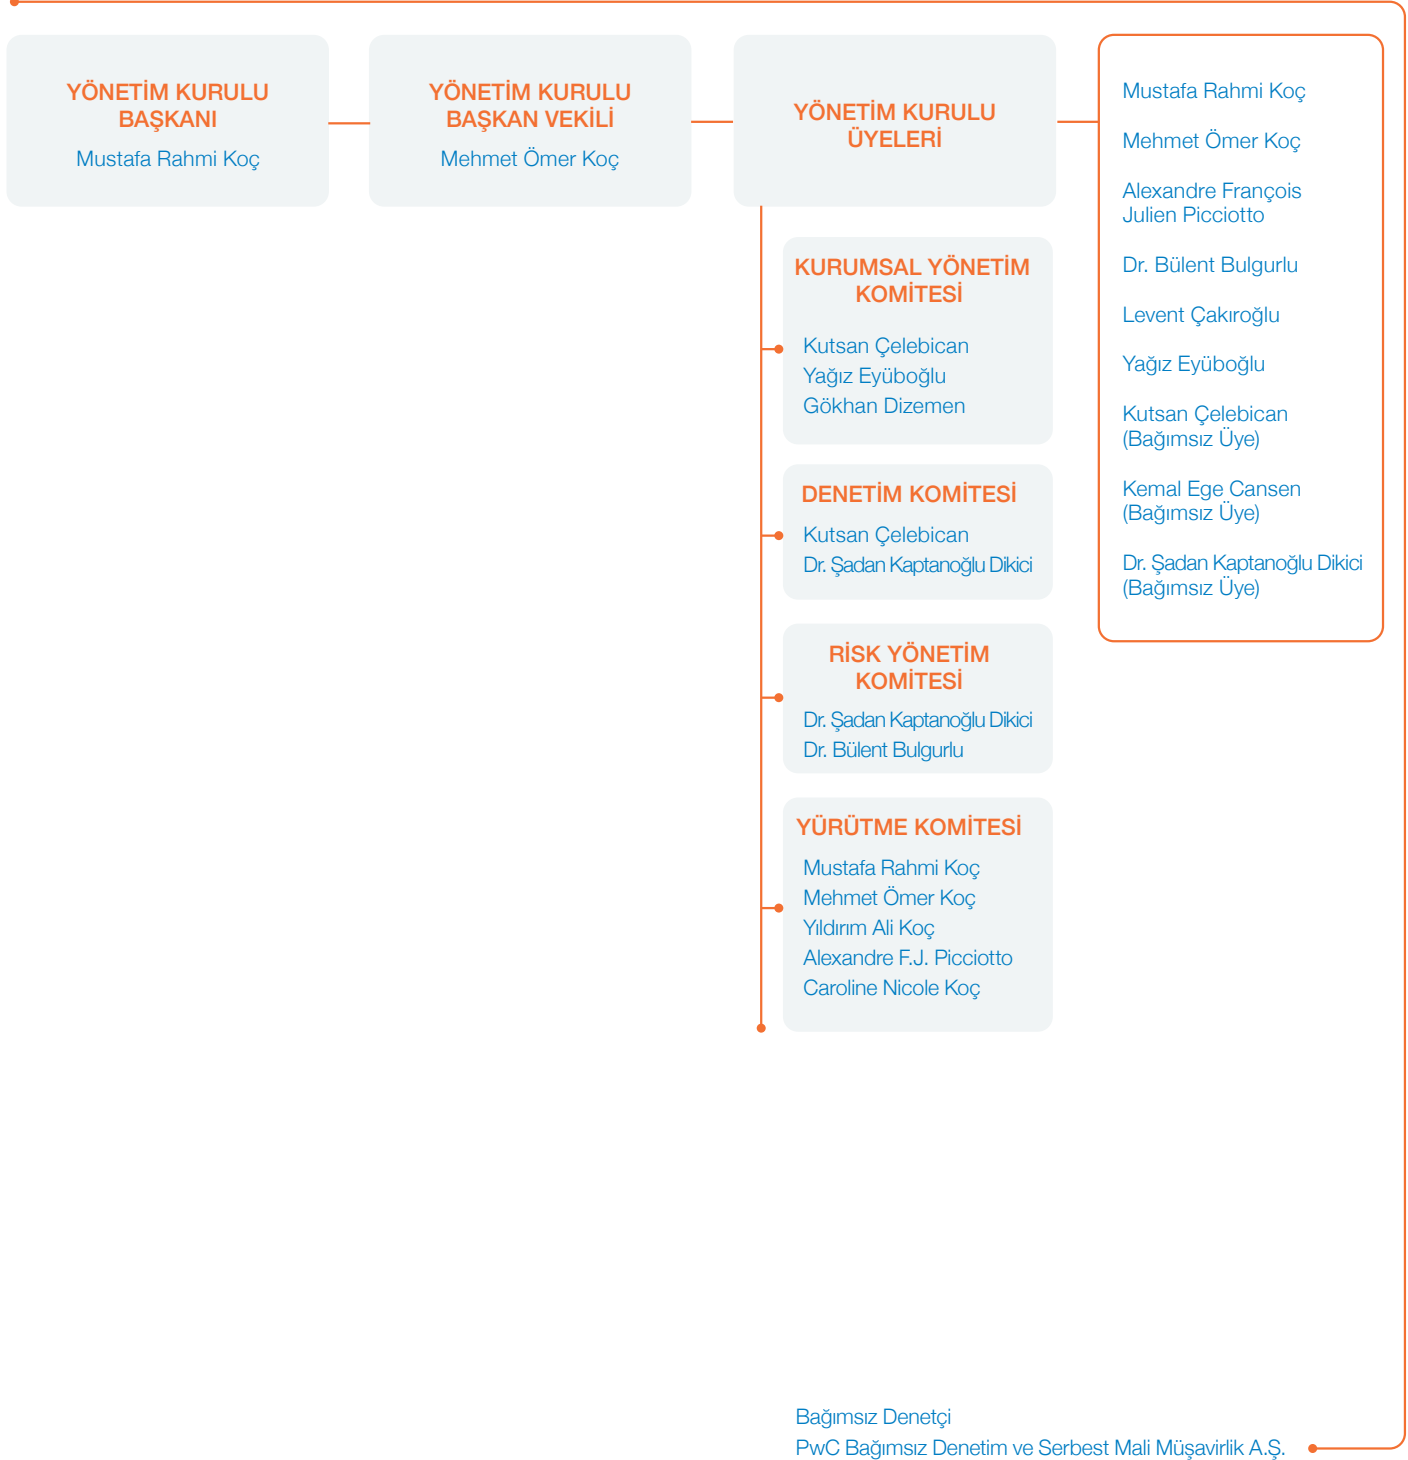 YÖNETİM KURULU
BAŞKANI
Mustafa Rahmi Koç
YÖNETİM KURULU
BAŞKAN VEKİLİ
Mehmet Ömer Koç
YÖNETİM KURULU
ÜYELERİ
Mustafa Rahmi Koç
Mehmet Ömer Koç
Alexandre François
Julien Picciotto
Dr. Bülent Bulgurlu
Levent Çakıroğlu
Yağız Eyüboğlu
Kutsan Çelebican
(Bağımsız Üye)
Kemal Ege Cansen
(Bağımsız Üye)
Dr. Şadan Kaptanoğlu Dikici
(Bağımsız Üye)
KURUMSAL YÖNETİM
KOMİTESİ
Kutsan Çelebican
Yağız Eyüboğlu
Gökhan Dizemen
DENETİM KOMİTESİ
Kutsan Çelebican
Dr. Şadan Kaptanoğlu Dikici
RİSK YÖNETİM
KOMİTESİ
Dr. Şadan Kaptanoğlu Dikici
Dr. Bülent Bulgurlu
YÜRÜTME KOMİTESİ
Mustafa Rahmi Koç
Mehmet Ömer Koç
Yıldırım Ali Koç
Alexandre F.J. Picciotto
Caroline Nicole Koç
Bağımsız Denetçi
PwC Bağımsız Denetim ve Serbest Mali Müşavirlik A.Ş.